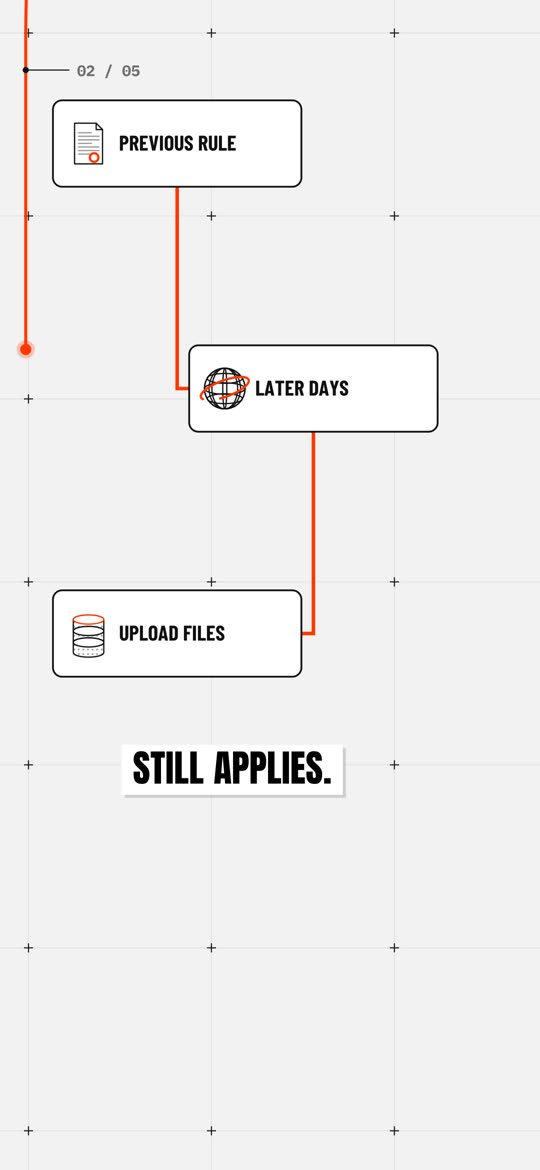 02 / 05
PREVIOUS RULE
LATER DAYS
UPLOAD FILES
STILL APPLIES.